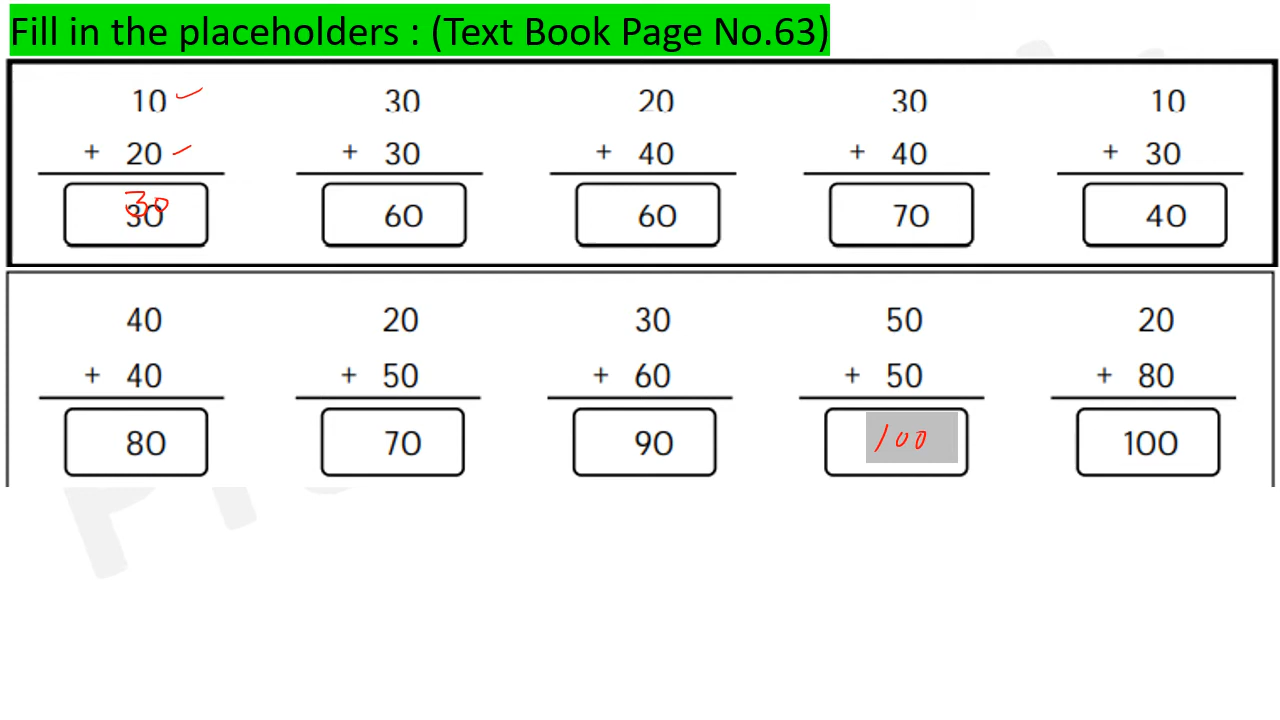 Fill in the placeholders : (Text Book Page No.63)
10 30 20 30 10
+ 20 + 30 + 40 + 40 + 30
30 30 60 60 70 40
40 20 30 50 20
+ 40 + 50 + 60 + 50 + 80
80 70 90 100 100